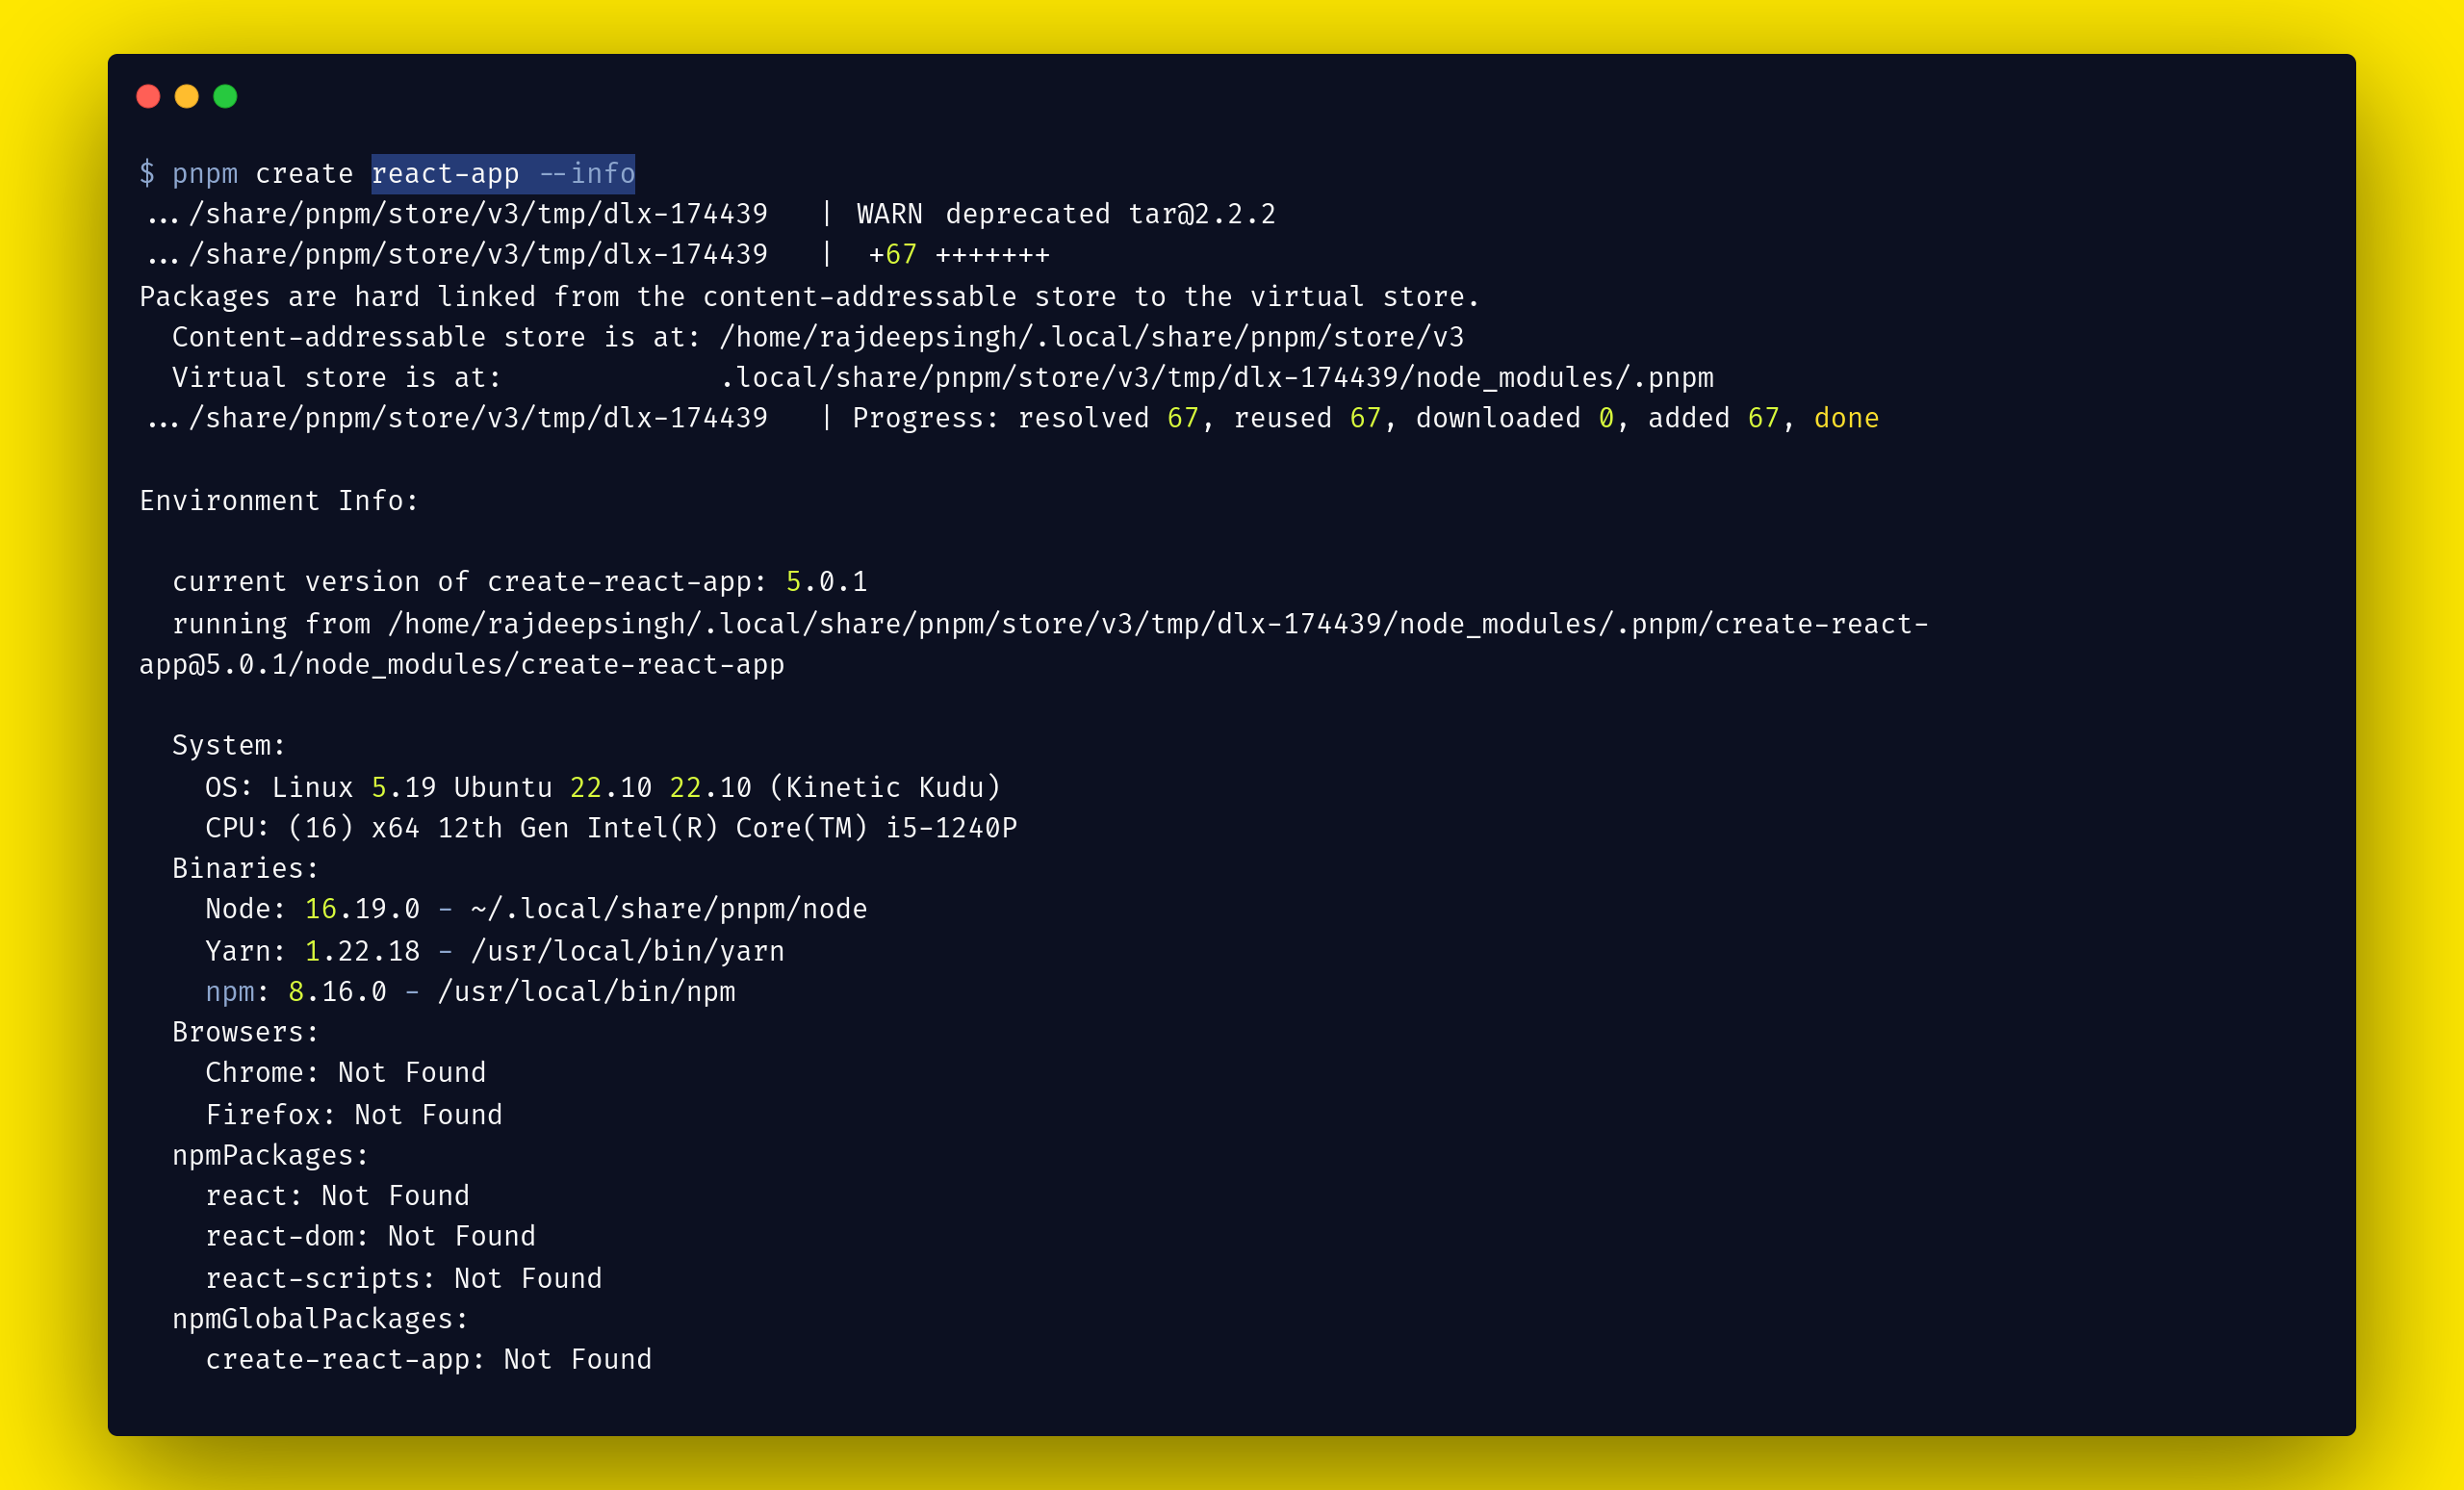 $ pnpm create react-app --info
.../share/pnpm/store/v3/tmp/dlx-174439   | WARN deprecated tar@2.2.2
.../share/pnpm/store/v3/tmp/dlx-174439   |  +67 +++++++
Packages are hard linked from the content-addressable store to the virtual store.
  Content-addressable store is at: /home/rajdeepsingh/.local/share/pnpm/store/v3
  Virtual store is at:             .local/share/pnpm/store/v3/tmp/dlx-174439/node_modules/.pnpm
.../share/pnpm/store/v3/tmp/dlx-174439   | Progress: resolved 67, reused 67, downloaded 0, added 67, done

Environment Info:

  current version of create-react-app: 5.0.1
  running from /home/rajdeepsingh/.local/share/pnpm/store/v3/tmp/dlx-174439/node_modules/.pnpm/create-react-
app@5.0.1/node_modules/create-react-app

  System:
    OS: Linux 5.19 Ubuntu 22.10 22.10 (Kinetic Kudu)
    CPU: (16) x64 12th Gen Intel(R) Core(TM) i5-1240P
  Binaries:
    Node: 16.19.0 - ~/.local/share/pnpm/node
    Yarn: 1.22.18 - /usr/local/bin/yarn
    npm: 8.16.0 - /usr/local/bin/npm
  Browsers:
    Chrome: Not Found
    Firefox: Not Found
  npmPackages:
    react: Not Found
    react-dom: Not Found
    react-scripts: Not Found
  npmGlobalPackages:
    create-react-app: Not Found